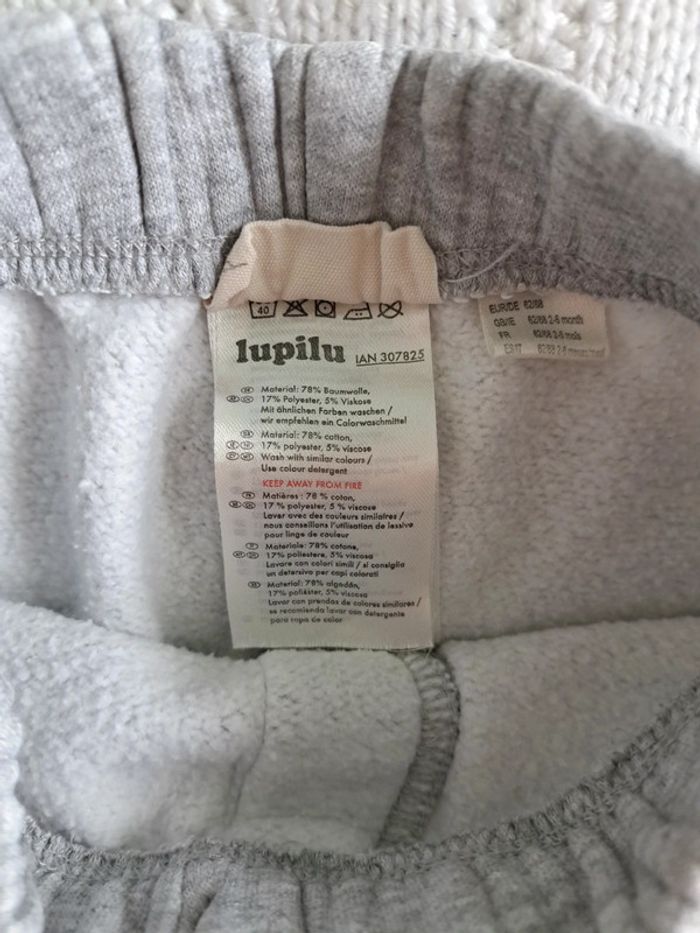 40
lupilu IAN 307825
Material: 78% Baumwolle,
17% Polyester, 5% Viskose
Mit ähnlichen Farben waschen /
wir empfehlen ein Colorwaschmittel
Material: 78% cotton,
17% polyester, 5% viscose
Wash with similar colours /
Use colour detergent
KEEP AWAY FROM FIRE
Matières : 78 % coton,
17 % polyester, 5 % viscose
Laver avec des couleurs similaires /
nous conseillons l'utilisation de lessive
pour linge de couleur
Materiale: 78% cotone,
17% poliestere, 5% viscosa
Lavare con colori simili / si consiglia
un detersivo per capi colorati
Material: 78% algodón,
17% poliéster, 5% viscosa
Lavar con prendas de colores similares /
se recomienda lavar con detergente
para ropa de color
EUR/DE 62/68
GB/IE 62/68 2-6 month
FR 62/68 2-6 mois
62/68 2-6